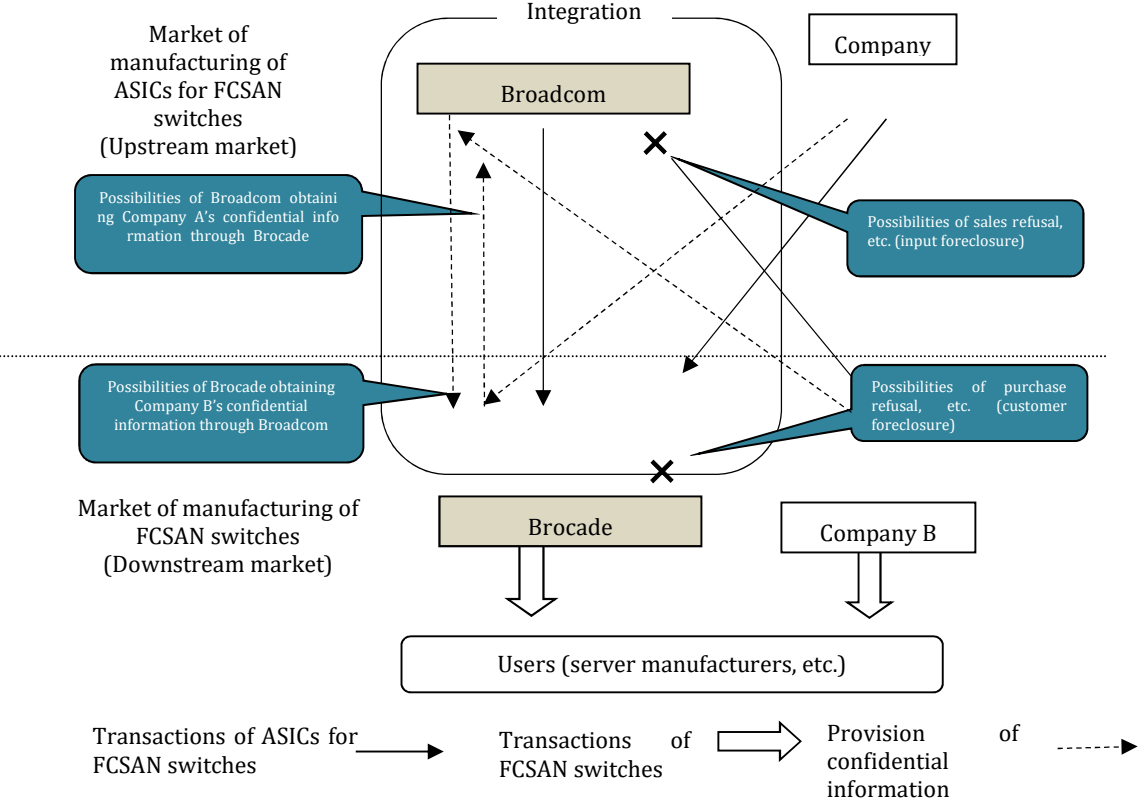 Integration
Market of
manufacturing of
ASICs for FCSAN
switches
(Upstream market)
Broadcom
Company
Possibilities of Broadcom obtaini
ng Company A's confidential info
rmation through Brocade
Possibilities of sales refusal,
etc. (input foreclosure)
Possibilities of Brocade obtaining
Company B's confidential
information through Broadcom
Possibilities of purchase
refusal, etc. (customer
foreclosure)
Market of manufacturing of
FCSAN switches
(Downstream market)
Brocade
Company B
Users (server manufacturers, etc.)
Transactions of ASICs for
FCSAN switches
Transactions of
FCSAN switches
Provision of
confidential
information